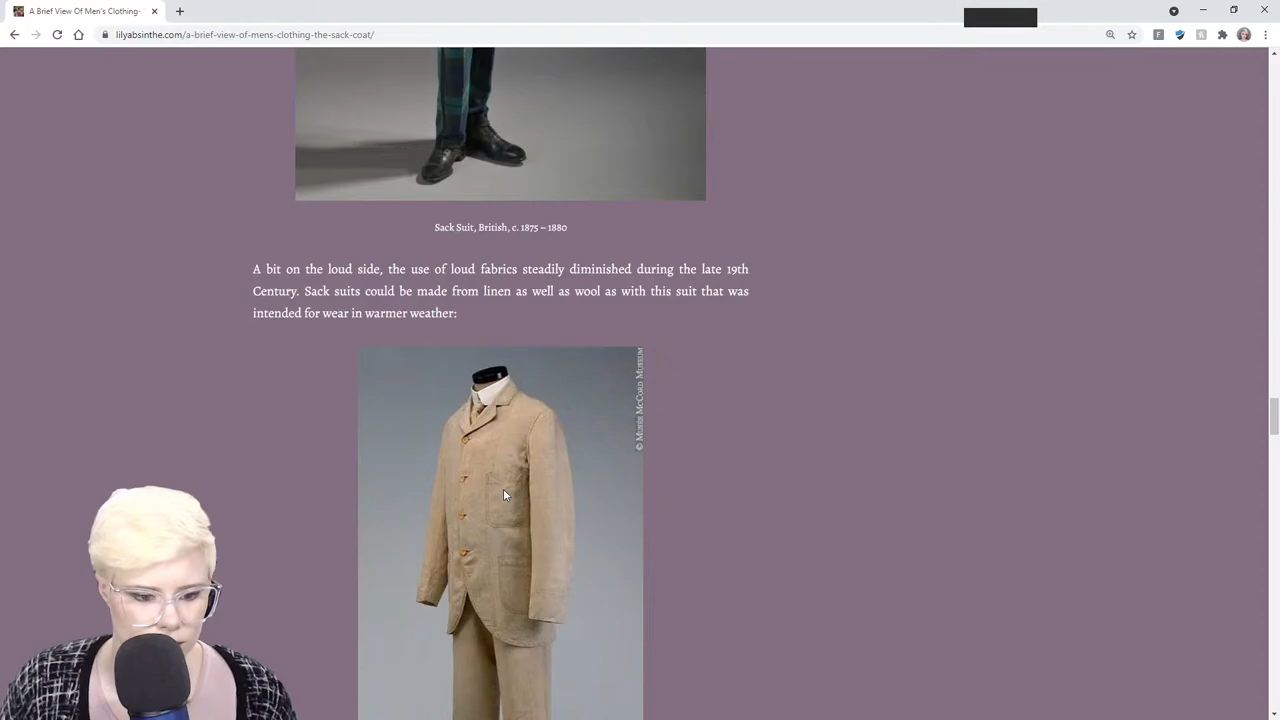 A Brief View Of Men's Clothing-
lilyabsinthe.com/a-brief-view-of-mens-clothing-the-sack-coat/
Sack Suit, British, c. 1875 – 1880
A bit on the loud side, the use of loud fabrics steadily diminished during the late 19th
Century. Sack suits could be made from linen as well as wool as with this suit that was
intended for wear in warmer weather:
© Musée McCord Museum